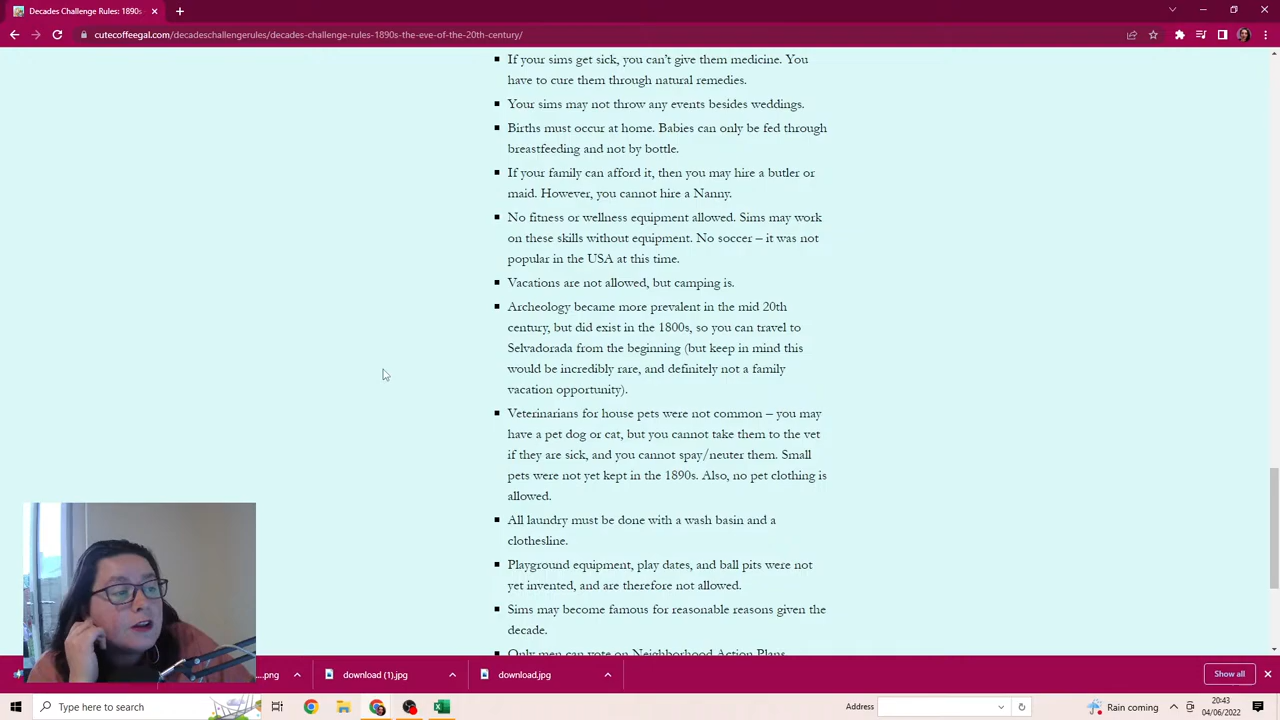 Decades Challenge Rules: 1890s
cutecoffeegal.com/decadeschallengerules/decades-challenge-rules-1890s-the-eve-of-the-20th-century/
If your sims get sick, you can't give them medicine. You
have to cure them through natural remedies.
Your sims may not throw any events besides weddings.
Births must occur at home. Babies can only be fed through
breastfeeding and not by bottle.
If your family can afford it, then you may hire a butler or
maid. However, you cannot hire a Nanny.
No fitness or wellness equipment allowed. Sims may work
on these skills without equipment. No soccer – it was not
popular in the USA at this time.
Vacations are not allowed, but camping is.
Archeology became more prevalent in the mid 20th
century, but did exist in the 1800s, so you can travel to
Selvadorada from the beginning (but keep in mind this
would be incredibly rare, and definitely not a family
vacation opportunity).
Veterinarians for house pets were not common – you may
have a pet dog or cat, but you cannot take them to the vet
if they are sick, and you cannot spay/neuter them. Small
pets were not yet kept in the 1890s. Also, no pet clothing is
allowed.
All laundry must be done with a wash basin and a
clothesline.
Playground equipment, play dates, and ball pits were not
yet invented, and are therefore not allowed.
Sims may become famous for reasonable reasons given the
decade.
Only men can vote on Neighborhood Action Plans
....png
download (1).jpg
download.jpg
Show all
Type here to search
Address
Rain coming
20:43
04/06/2022